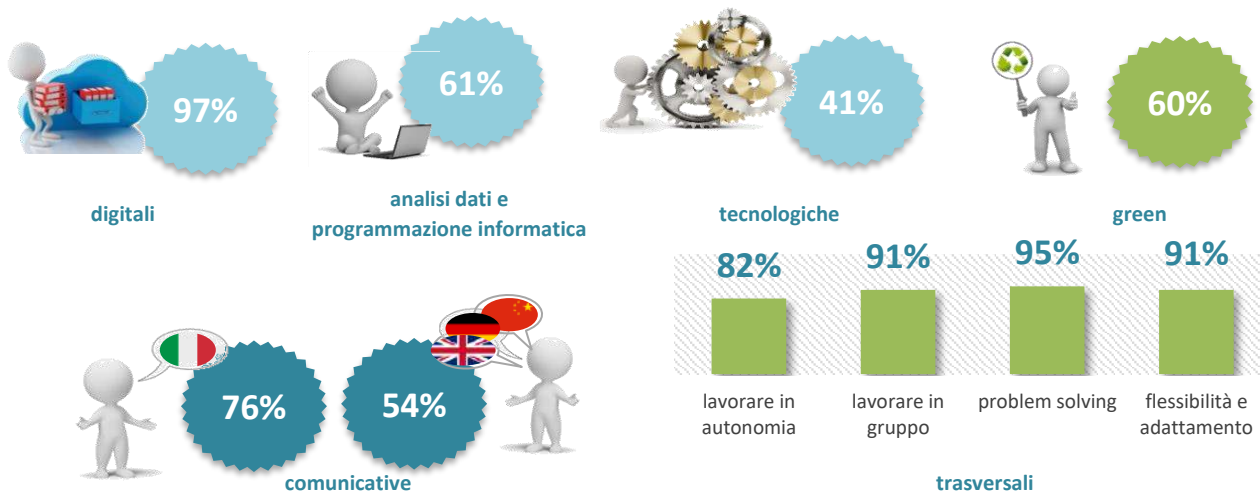 97%
61%
41%
60%
digitali
analisi dati e
programmazione informatica
tecnologiche
green
82%
91%
95%
91%
lavorare in
autonomia
lavorare in
gruppo
problem solving
flessibilità e
adattamento
76%
54%
comunicative
trasversali